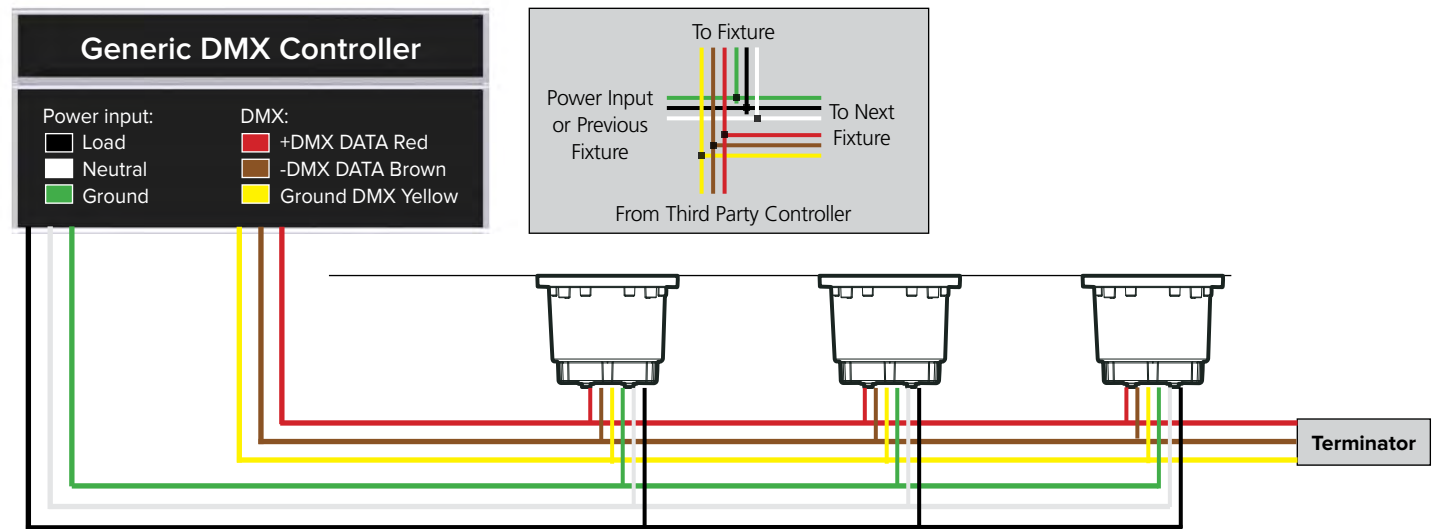 Generic DMX Controller
Power input:
Load
Neutral
Ground
DMX:
+DMX DATA Red
-DMX DATA Brown
Ground DMX Yellow
To Fixture
Power Input
or Previous
Fixture
To Next
Fixture
From Third Party Controller
Terminator